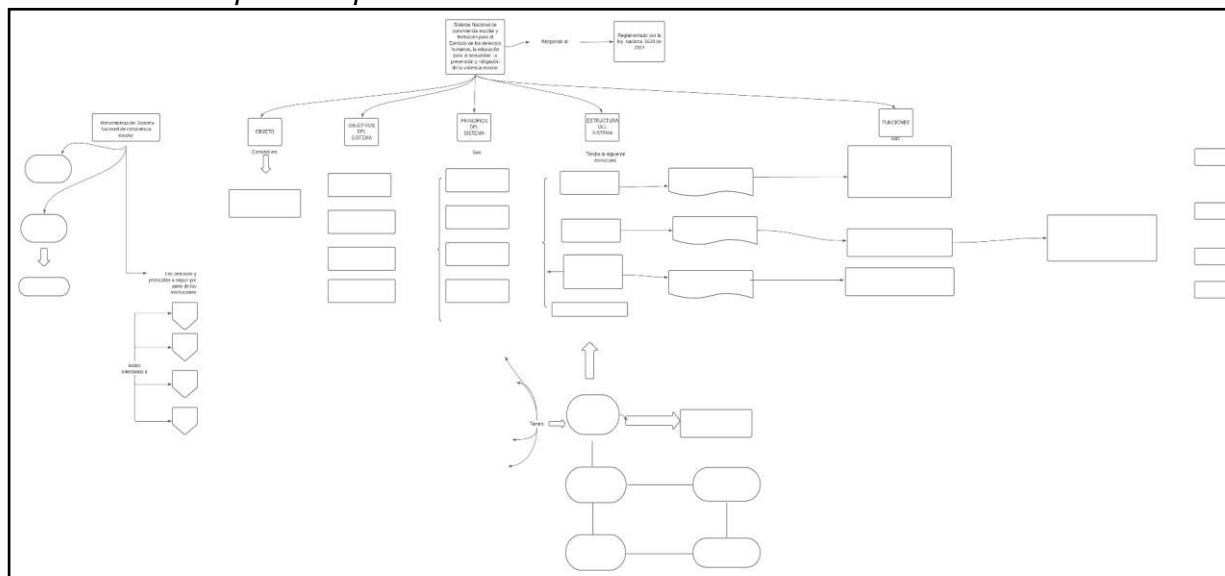 Sistema Nacional de
convivencia escolar y
formación para el
Ejercicio de los derechos
humanos, la educación
para la sexualidad, la
prevención y mitigación
de la violencia escolar
Responde al
Reglamentado por la
ley nacional 1620 de
2013
Herramientas del Sistema
Nacional de convivencia
escolar
OBJETO
Consiste en:
OBJETIVOS
DEL
SISTEMA
PRINCIPIOS
DEL
SISTEMA
Son:
ESTRUCTURA
DEL
SISTEMA
Tendrá la siguiente
estructura:
FUNCIONES
Los procesos y
protocolos a seguir por
parte de las
instituciones
Están
orientados a
Tienen: